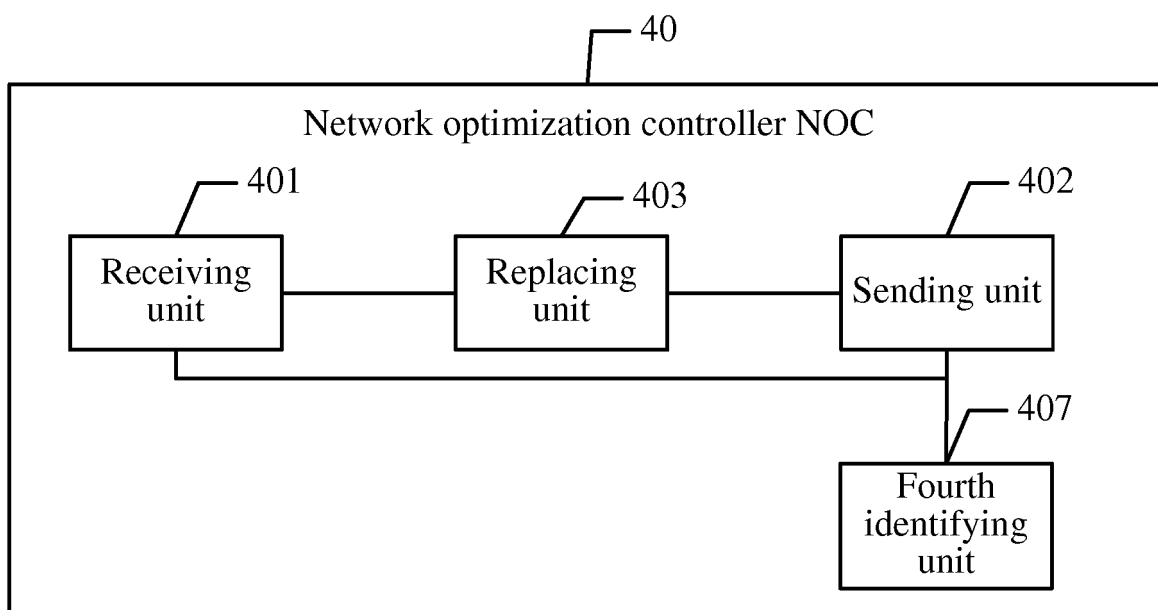 40
Network optimization controller NOC
401
403
402
Receiving
unit
Replacing
unit
Sending unit
407
Fourth
identifying
unit